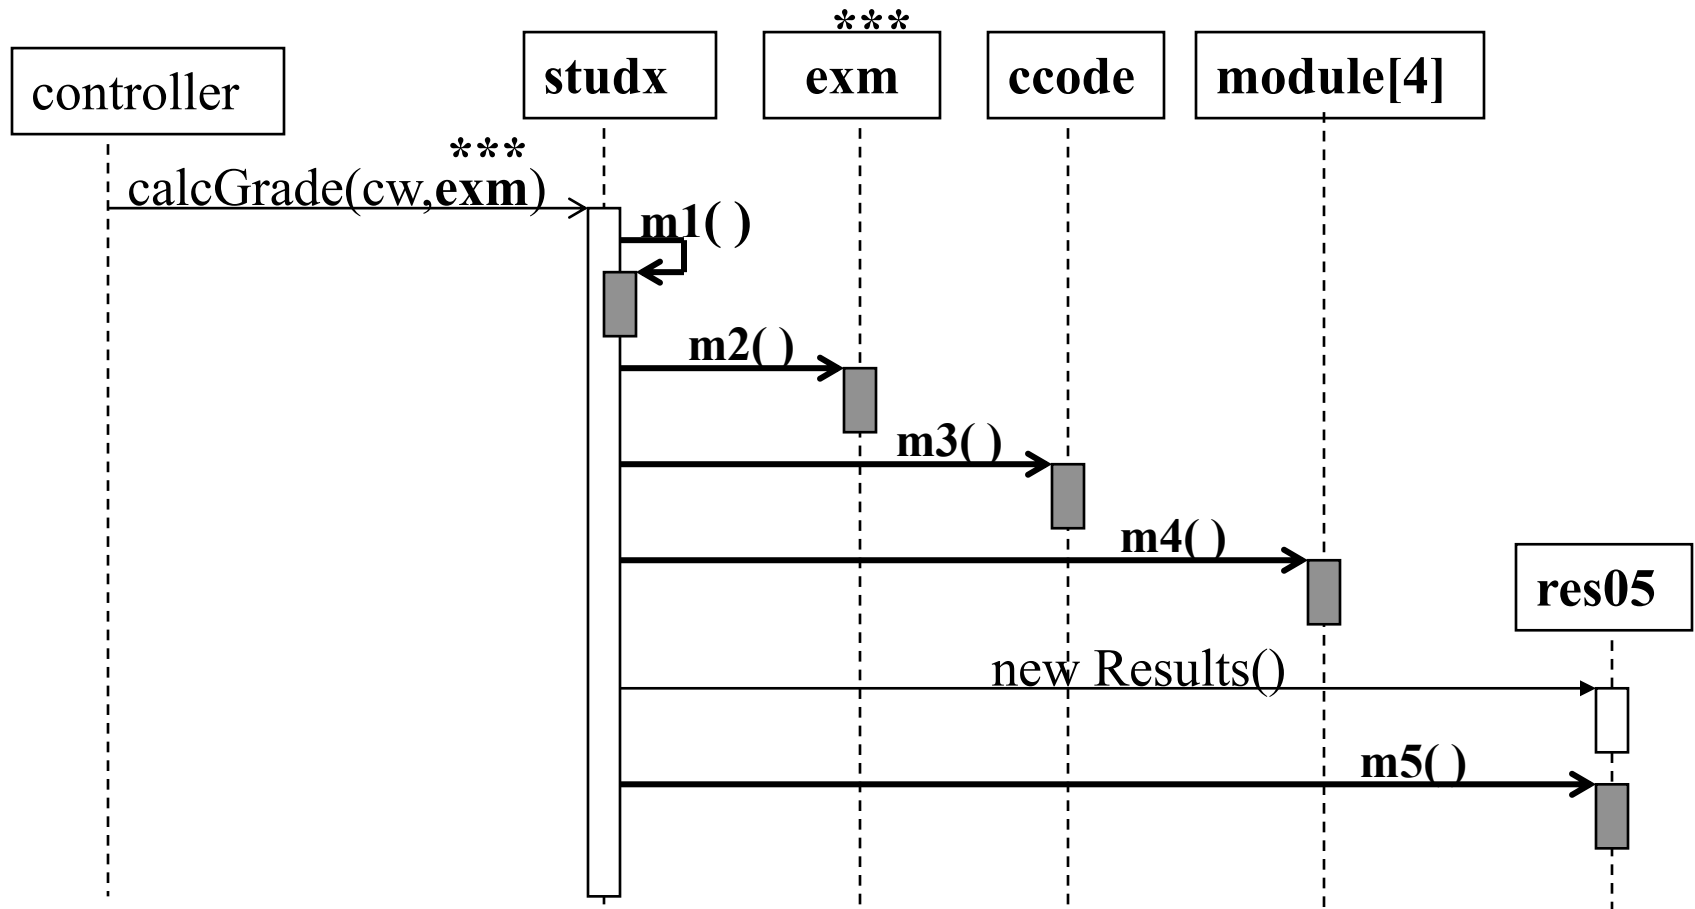 ***
controller
studx
exm
ccode
module[4]
***
calcGrade(cw,exm)
m1( )
m2( )
m3( )
m4( )
res05
new Results()
m5( )